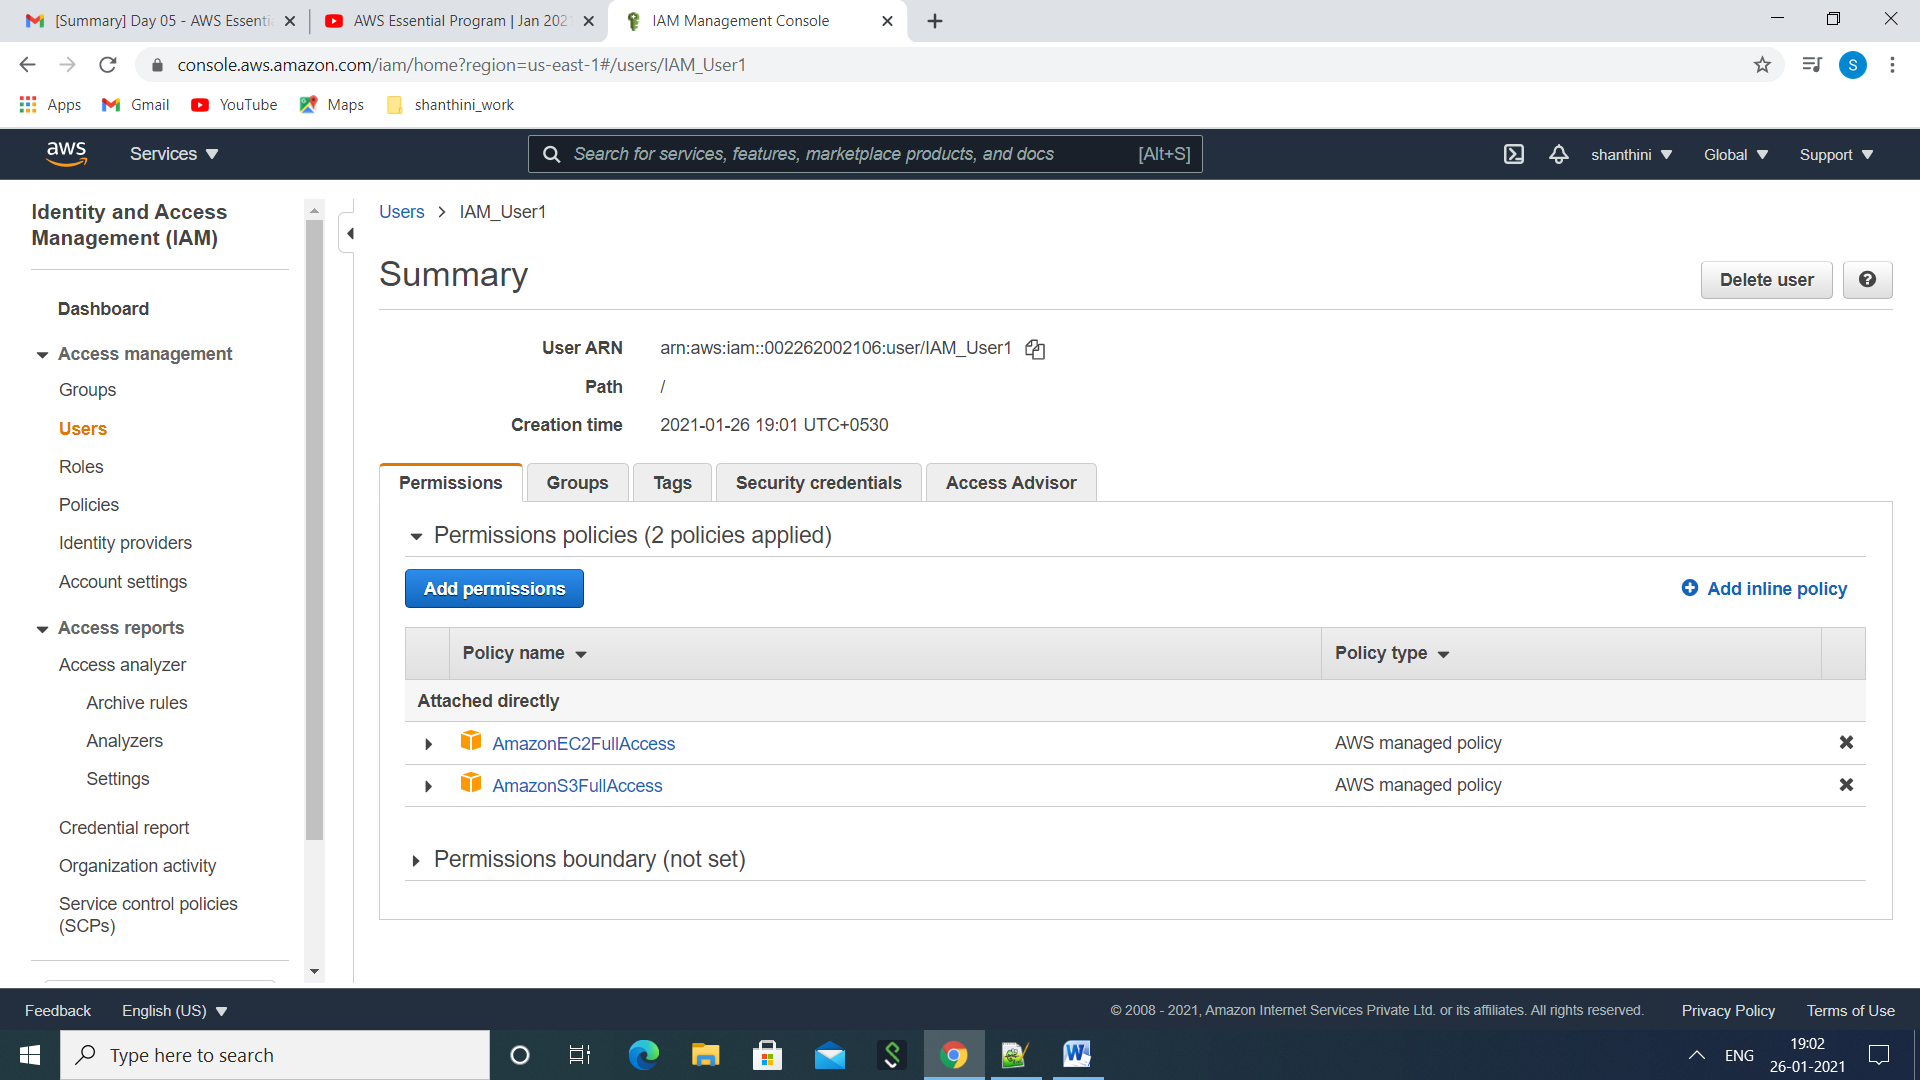 [Summary] Day 05 - AWS Essenti
AWS Essential Program | Jan 202
IAM Management Console
console.aws.amazon.com/iam/home?region=us-east-1#/users/IAM_User1
S
Apps
Gmail
YouTube
Maps
shanthini_work
aws
Services
Search for services, features, marketplace products, and docs
[Alt+S]
shanthini
Global
Support
Identity and Access
Management (IAM)
Dashboard
Access management
Groups
Users
Roles
Policies
Identity providers
Account settings
Access reports
Access analyzer
Archive rules
Analyzers
Settings
Credential report
Organization activity
Service control policies
(SCPs)
Users > IAM_User1
Summary
Delete user
?
User ARN arn:aws:iam::002262002106:user/IAM_User1
Path /
Creation time 2021-01-26 19:01 UTC+0530
Permissions
Groups
Tags
Security credentials
Access Advisor
Permissions policies (2 policies applied)
Add permissions
Add inline policy
Policy name
Policy type
Attached directly
AmazonEC2FullAccess AWS managed policy
AmazonS3FullAccess AWS managed policy
Permissions boundary (not set)
Feedback
English (US)
© 2008 - 2021, Amazon Internet Services Private Ltd. or its affiliates. All rights reserved.
Privacy Policy
Terms of Use
Type here to search
ENG
19:02
26-01-2021